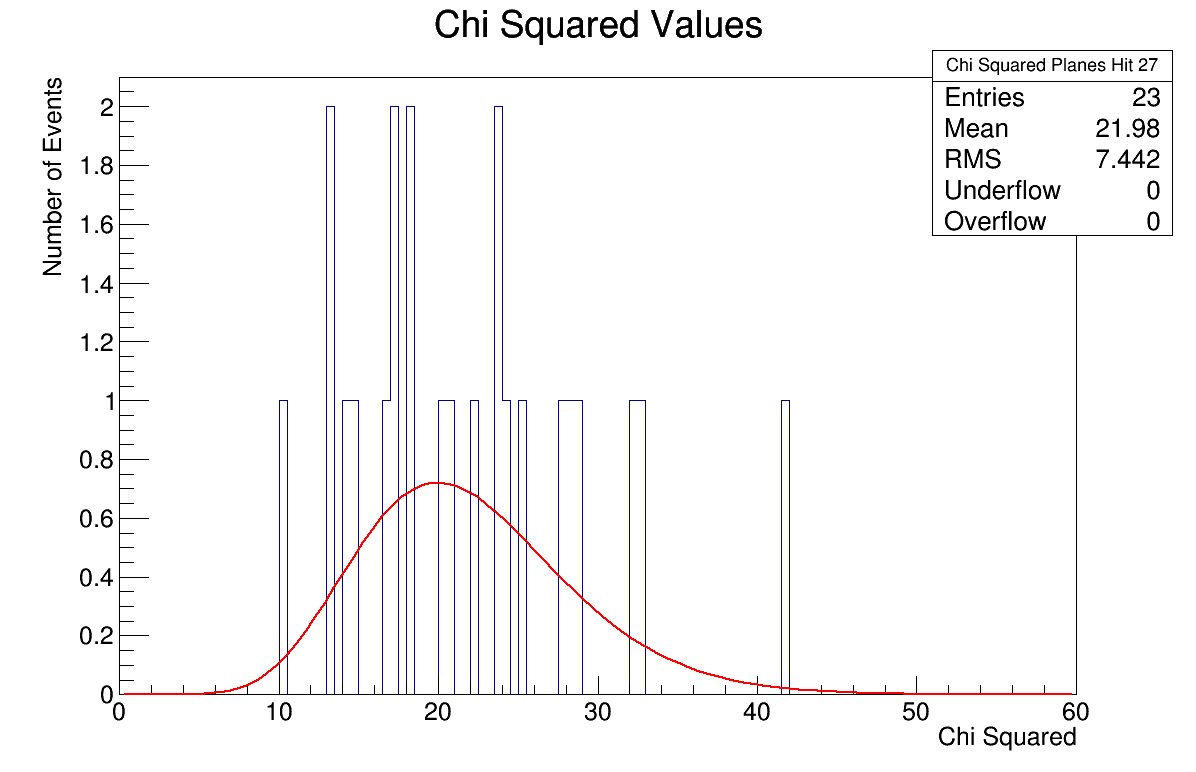 Chi Squared Values
Chi Squared Planes Hit 27
Entries 23
Mean 21.98
RMS 7.442
Underflow 0
Overflow 0
Number of Events
2
1.8
1.6
1.4
1.2
1
0.8
0.6
0.4
0.2
0
0 10 20 30 40 50 60
Chi Squared